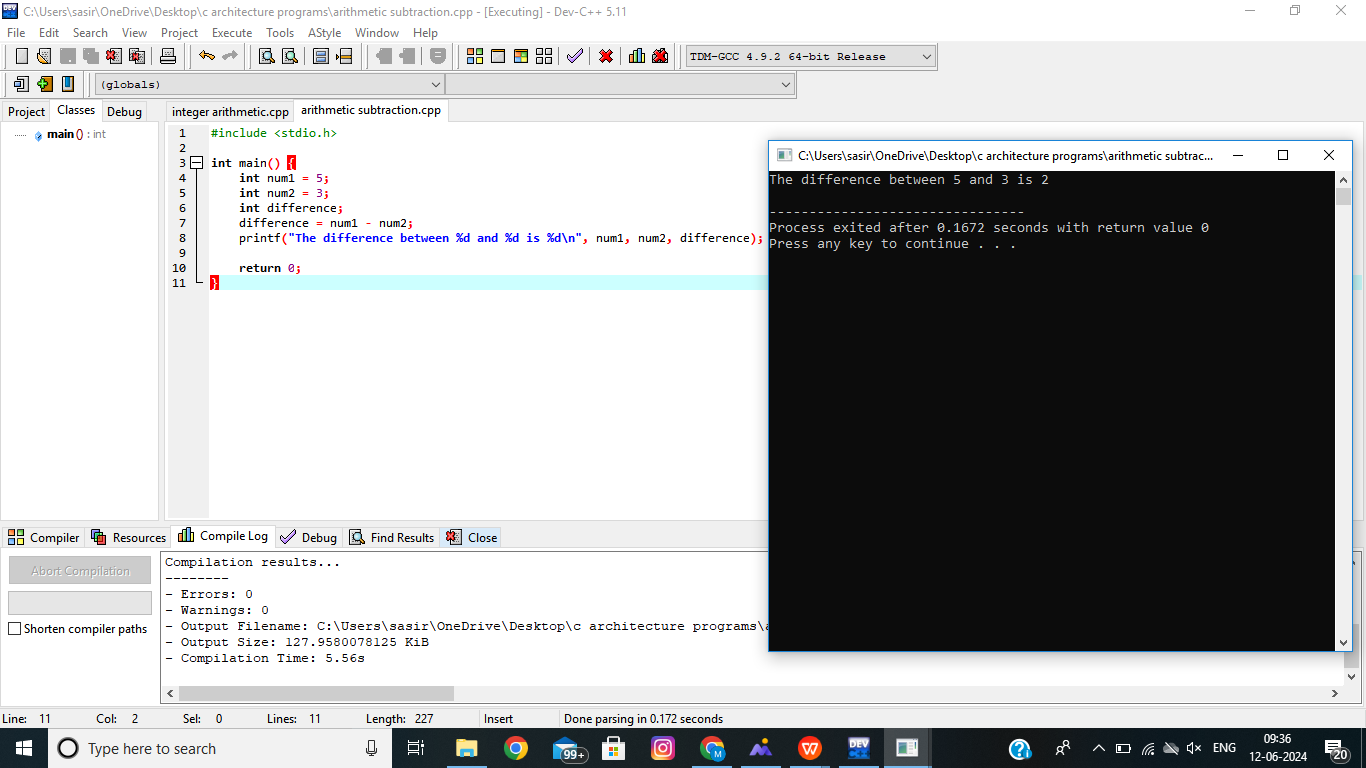 C:\Users\sasir\OneDrive\Desktop\c architecture programs\arithmetic subtraction.cpp - [Executing] - Dev-C++ 5.11
File Edit Search View Project Execute Tools AStyle Window Help
TDM-GCC 4.9.2 64-bit Release
(globals)
Project Classes Debug
integer arithmetic.cpp arithmetic subtraction.cpp
main () : int
1 #include <stdio.h>
2
3 int main() {
4 int num1 = 5;
5 int num2 = 3;
6 int difference;
7 difference = num1 - num2;
8 printf("The difference between %d and %d is %d\n", num1, num2, difference);
9
10 return 0;
11 }
C:\Users\sasir\OneDrive\Desktop\c architecture programs\arithmetic subtrac...
The difference between 5 and 3 is 2
--------------------------------
Process exited after 0.1672 seconds with return value 0
Press any key to continue . . .
Compiler Resources Compile Log Debug Find Results Close
Abort Compilation
Shorten compiler paths
Compilation results...
--------
- Errors: 0
- Warnings: 0
- Output Filename: C:\Users\sasir\OneDrive\Desktop\c architecture programs\a
- Output Size: 127.9580078125 KiB
- Compilation Time: 5.56s
Line: 11 Col: 2 Sel: 0 Lines: 11 Length: 227 Insert Done parsing in 0.172 seconds
Type here to search
99+
M
W
DEV
ENG
09:36
12-06-2024
20